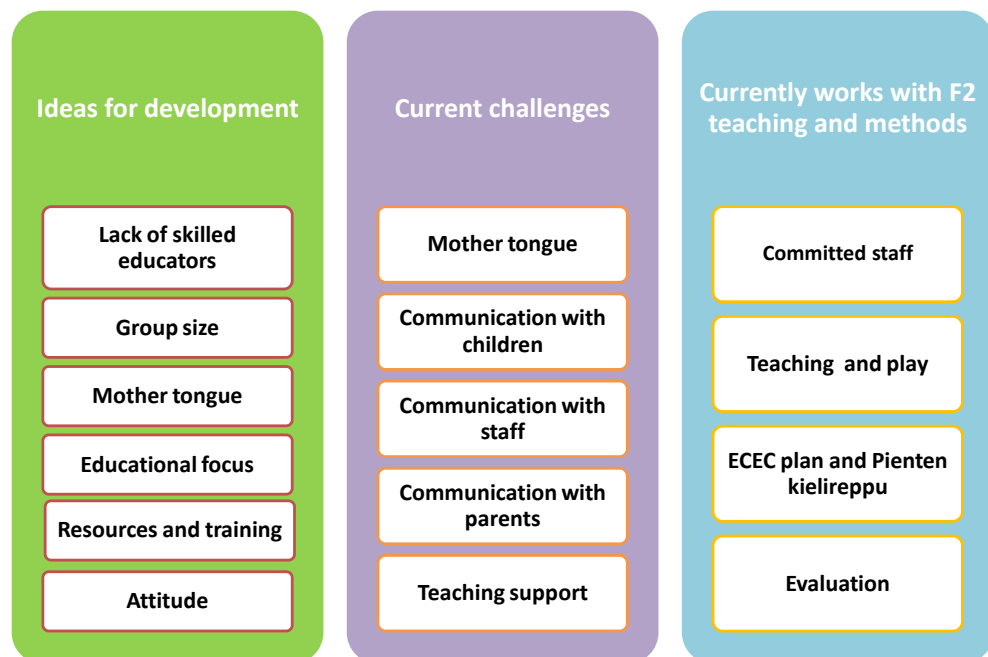 Ideas for development
Lack of skilled
educators
Group size
Mother tongue
Educational focus
Resources and training
Attitude
Current challenges
Mother tongue
Communication with
children
Communication with
staff
Communication with
parents
Teaching support
Currently works with F2
teaching and methods
Committed staff
Teaching and play
ECEC plan and Pienten
kielireppu
Evaluation